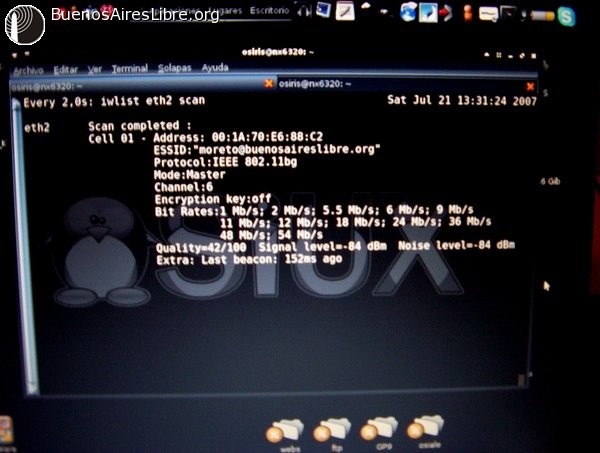 BuenosAiresLibre.org
Lugares Escritorio
osiris@nx6320: ~
Archivo Editar Ver Terminal Solapas Ayuda
osiris@nx6320: ~ osiris@nx6320: ~
Every 2,0s: iwlist eth2 scan Sat Jul 21 13:31:24 2007
eth2 Scan completed :
Cell 01 - Address: 00:1A:70:E6:88:C2
ESSID:"moreto@buenosaireslibre.org"
Protocol:IEEE 802.11bg
Mode:Master
Channel:6
Encryption key:off
Bit Rates:1 Mb/s; 2 Mb/s; 5.5 Mb/s; 6 Mb/s; 9 Mb/s
11 Mb/s; 12 Mb/s; 18 Mb/s; 24 Mb/s; 36 Mb/s
48 Mb/s; 54 Mb/s
Quality=42/100 Signal level=-84 dBm Noise level=-84 dBm
Extra: Last beacon: 152ms ago
SIUX
6 Gib
webs ftp GP9 osiale